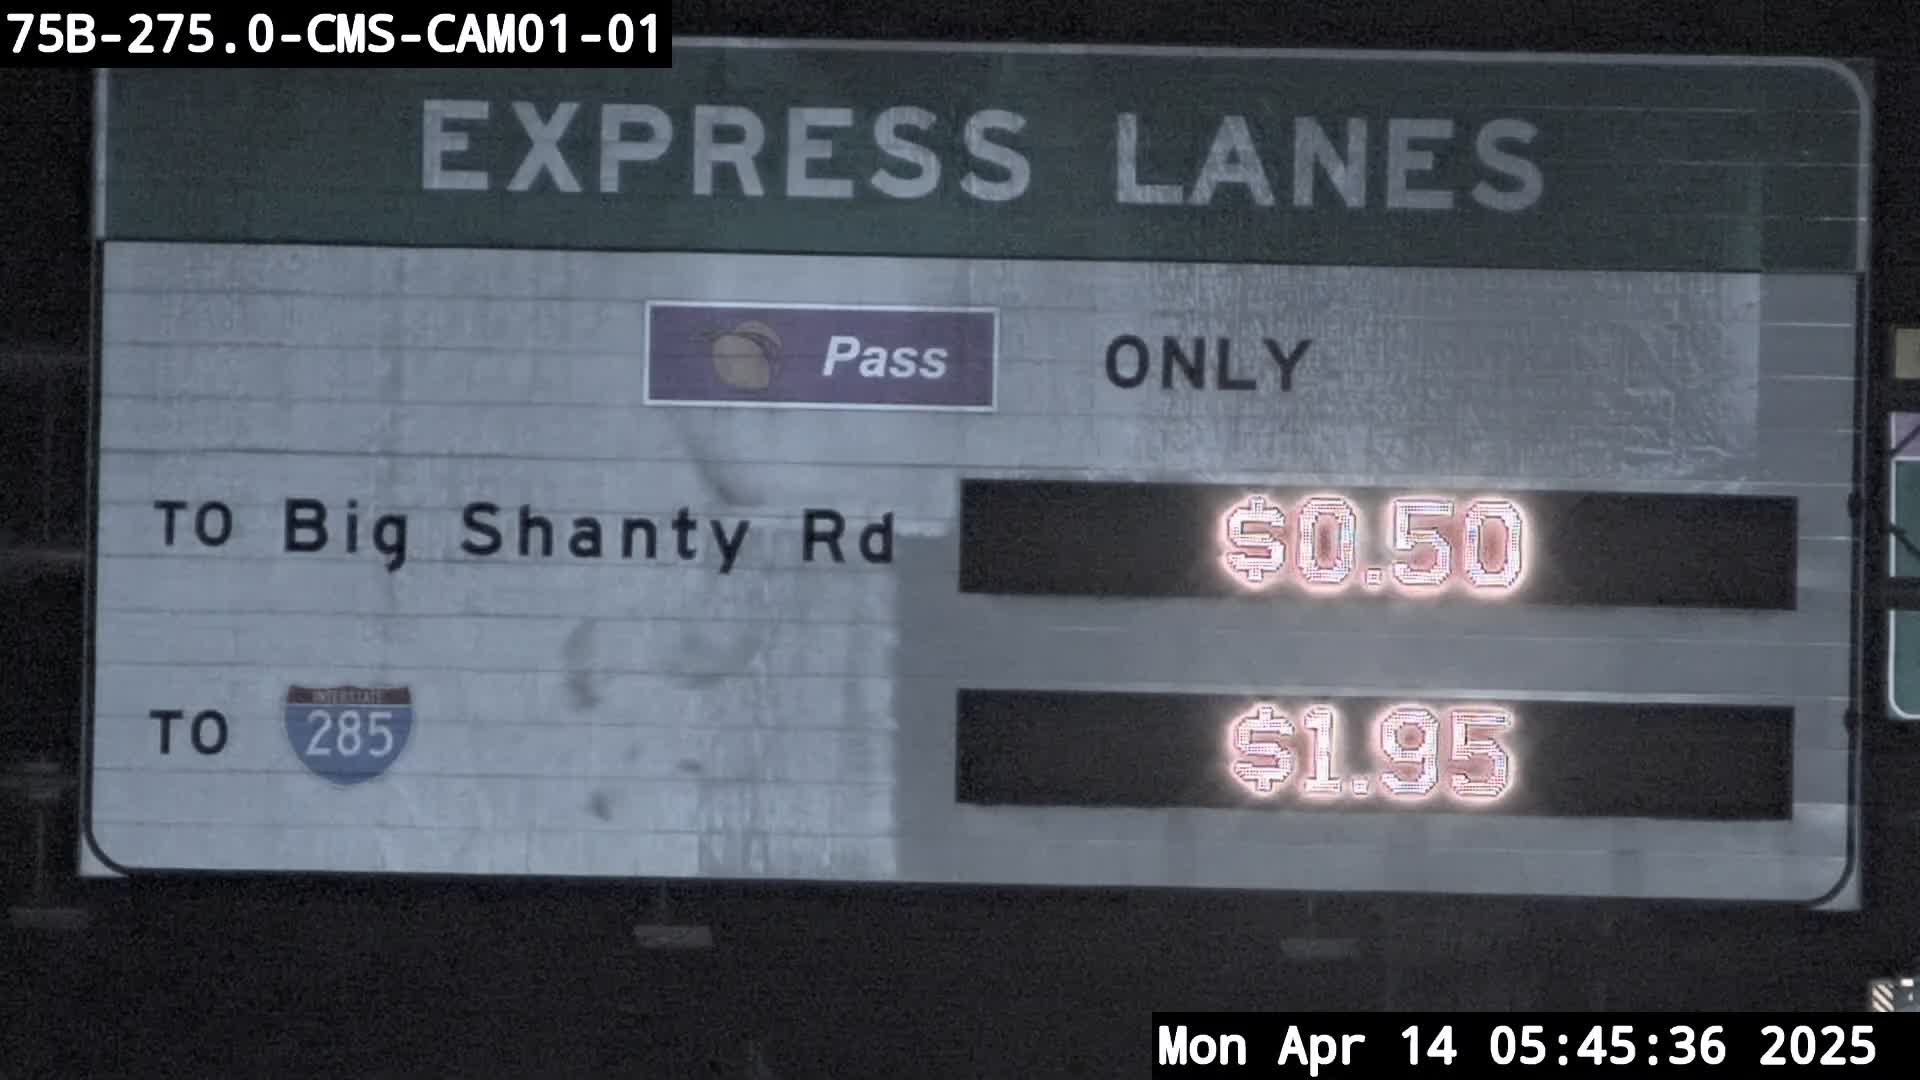 75B-275.0-CMS-CAM01-01
EXPRESS LANES
Pass ONLY
TO Big Shanty Rd $0.50
TO INTERSTATE 285 $1.95
Mon Apr 14 05:45:36 2025